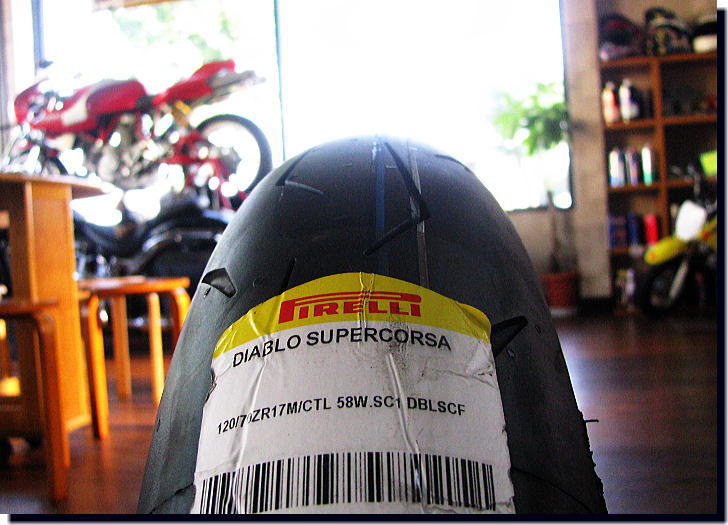 PIRELLI
DIABLO SUPERCORSA
120/70ZR17M/CTL 58W.SC1 DBLSCF